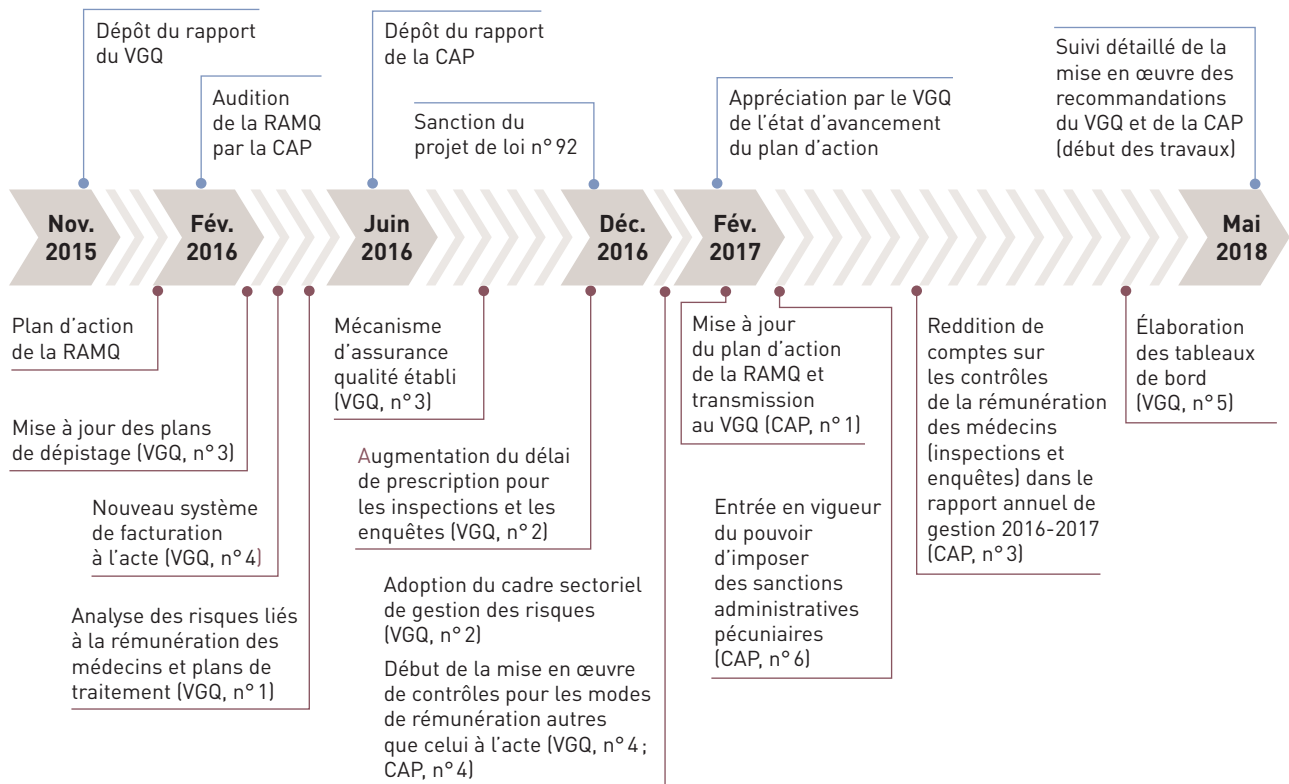 Dépôt du rapport
du VGQ
Audition
de la RAMQ
par la CAP
Dépôt du rapport
de la CAP
Sanction du
projet de loi n° 92
Appréciation par le VGQ
de l'état d'avancement
du plan d'action
Suivi détaillé de la
mise en œuvre des
recommandations
du VGQ et de la CAP
(début des travaux)
Nov.
2015
Fév.
2016
Juin
2016
Déc.
2016
Fév.
2017
Mai
2018
Plan d'action
de la RAMQ
Mise à jour des plans
de dépistage (VGQ, n° 3)
Nouveau système
de facturation
à l'acte (VGQ, n° 4)
Analyse des risques liés
à la rémunération des
médecins et plans de
traitement (VGQ, n° 1)
Mécanisme
d'assurance
qualité établi
(VGQ, n° 3)
Augmentation du délai
de prescription pour
les inspections et les
enquêtes (VGQ, n° 2)
Adoption du cadre sectoriel
de gestion des risques
(VGQ, n° 2)
Début de la mise en œuvre
de contrôles pour les modes
de rémunération autres
que celui à l'acte (VGQ, n° 4 ;
CAP, n° 4)
Mise à jour
du plan d'action
de la RAMQ et
transmission
au VGQ (CAP, n° 1)
Entrée en vigueur
du pouvoir
d'imposer
des sanctions
administratives
pécuniaires
(CAP, n° 6)
Reddition de
comptes sur
les contrôles
de la rémunération
des médecins
(inspections et
enquêtes) dans le
rapport annuel de
gestion 2016-2017
(CAP, n° 3)
Élaboration
des tableaux
de bord
(VGQ, n° 5)